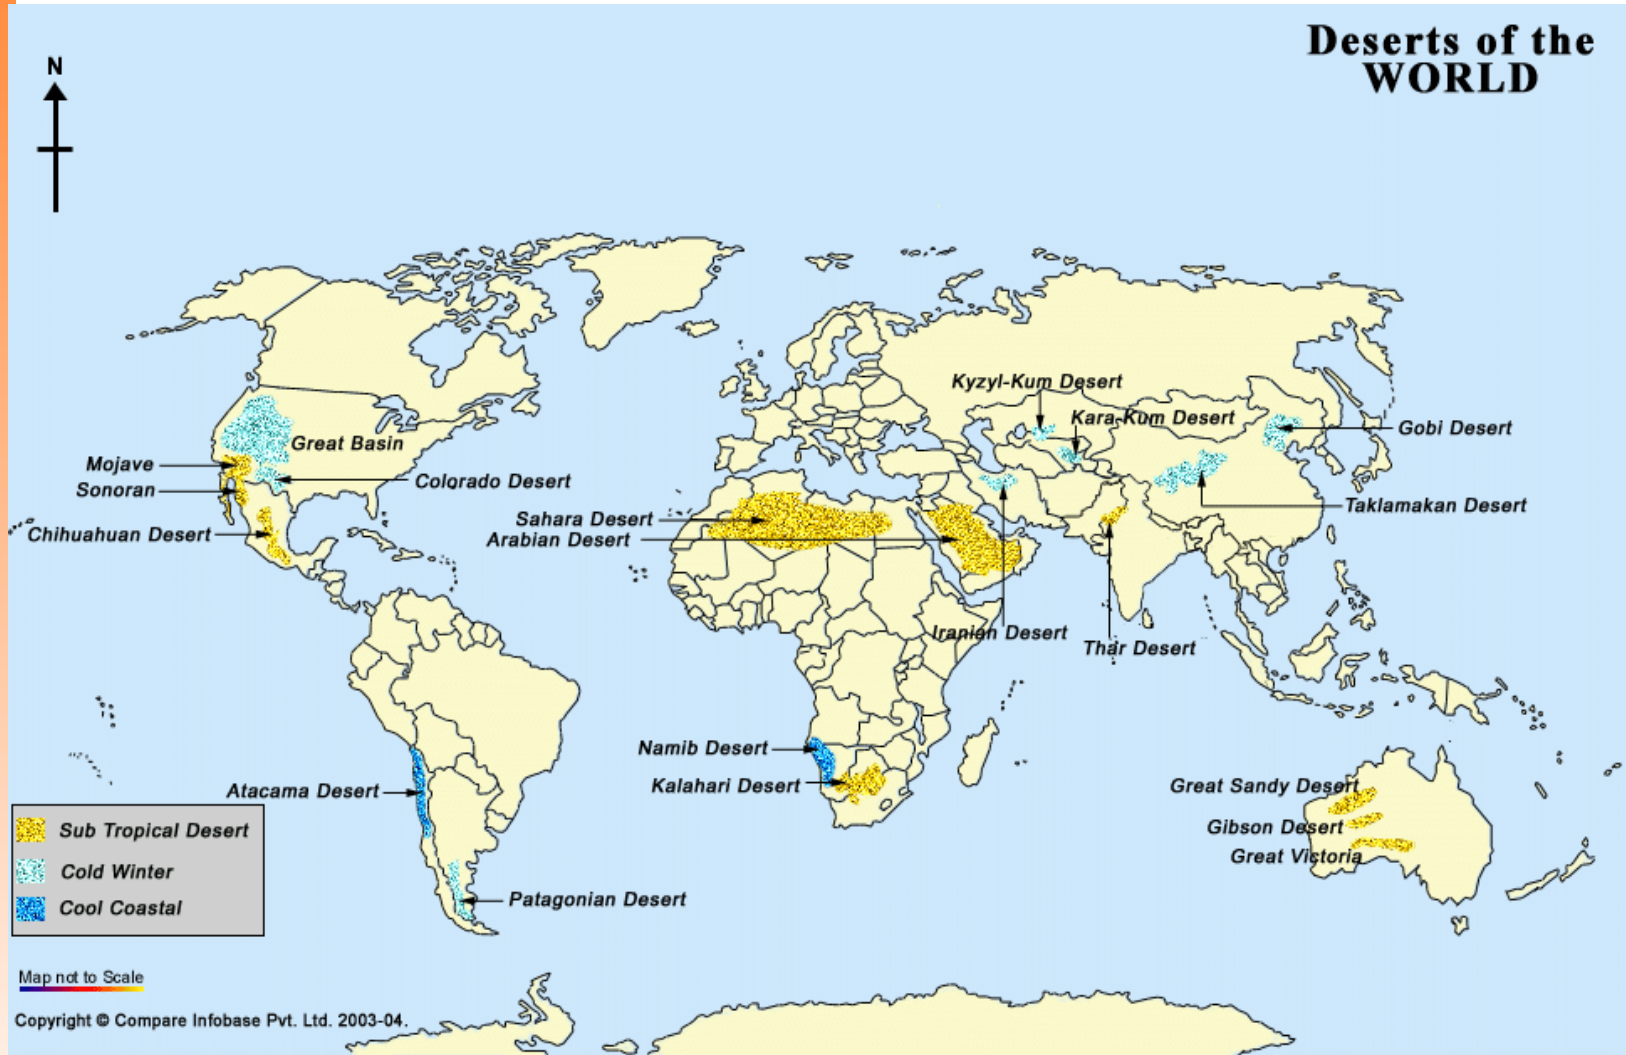 Deserts of the
WORLD
N
Kyzyl-Kum Desert
Kara-Kum Desert
Gobi Desert
Great Basin
Mojave
Colorado Desert
Sonoran
Taklamakan Desert
Sahara Desert
Chihuahuan Desert
Arabian Desert
Iranian Desert
Thar Desert
Namib Desert
Kalahari Desert
Great Sandy Desert
Atacama Desert
Gibson Desert
Great Victoria
Sub Tropical Desert
Cold Winter
Cool Coastal
Patagonian Desert
Map not to Scale
Copyright © Compare Infobase Pvt. Ltd. 2003-04.